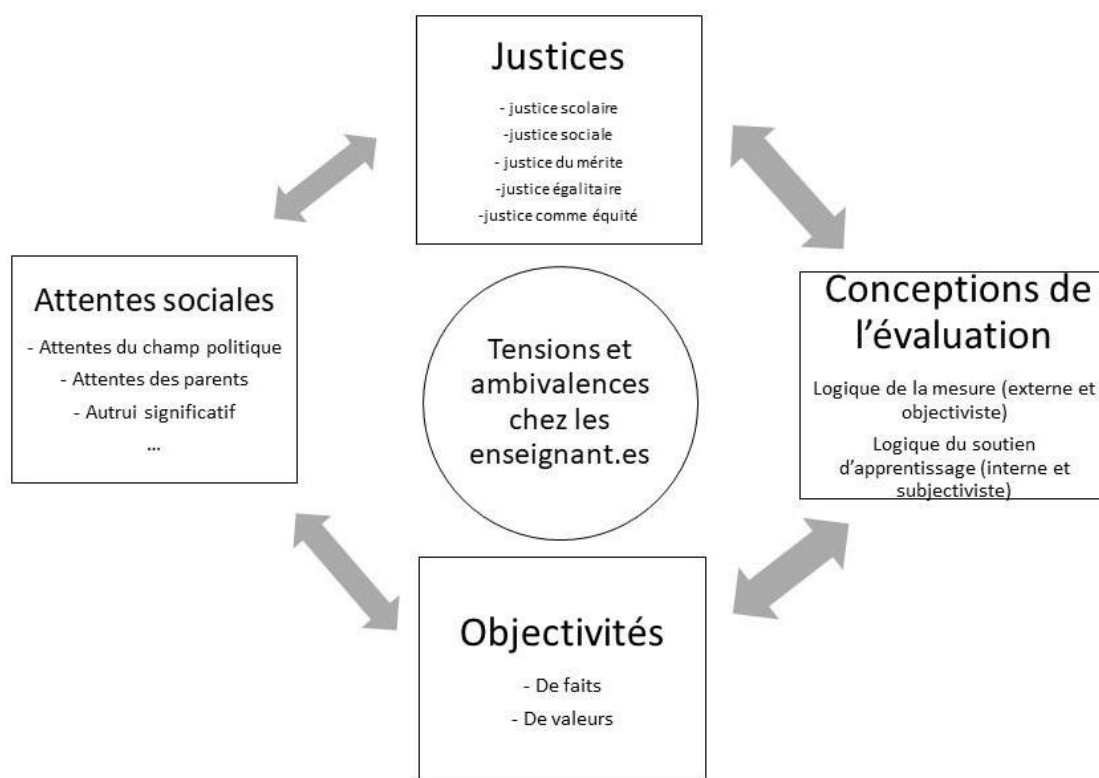 Justices
- justice scolaire
-justice sociale
- justice du mérite
-justice égalitaire
-justice comme équité
Attentes sociales
- Attentes du champ politique
- Attentes des parents
- Autrui significatif
...
Tensions et
ambivalences
chez les
enseignant.es
Conceptions de
l'évaluation
Logique de la mesure (externe et
objectiviste)
Logique du soutien
d'apprentissage (interne et
subjectiviste)
Objectivités
- De faits
- De valeurs